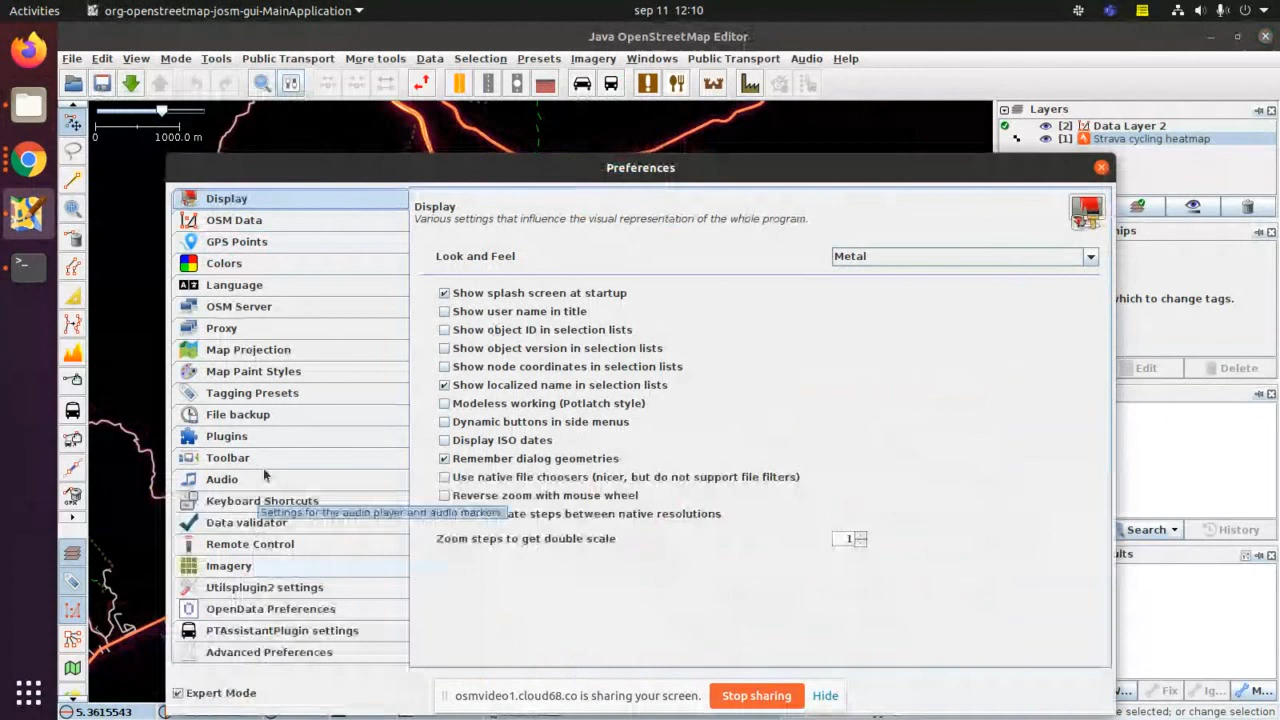 Activities
org-openstreetmap-josm-gui-MainApplication
sep 11 12:10
Java OpenStreetMap Editor
File Edit View Mode Tools Public Transport More tools Data Selection Presets Imagery Windows Public Transport Audio Help
0 1000.0 m
Layers
[2] Data Layer 2
[1] Strava cycling heatmap
Preferences
Display
OSM Data
GPS Points
Colors
Language
OSM Server
Proxy
Map Projection
Map Paint Styles
Tagging Presets
File backup
Plugins
Toolbar
Audio
Keyboard Shortcuts
Settings for the audio player and audio markers.
Data validator
Remote Control
Imagery
Utilsplugin2 settings
OpenData Preferences
PTAssistantPlugin settings
Advanced Preferences
Expert Mode
Display
Various settings that influence the visual representation of the whole program.
Look and Feel
Metal
Show splash screen at startup
Show user name in title
Show object ID in selection lists
Show object version in selection lists
Show node coordinates in selection lists
Show localized name in selection lists
Modeless working (Potlatch style)
Dynamic buttons in side menus
Display ISO dates
Remember dialog geometries
Use native file choosers (nicer, but do not support file filters)
Reverse zoom with mouse wheel
ate steps between native resolutions
Zoom steps to get double scale
1
hips
which to change tags.
Edit
Delete
Search
History
ults
osmvideo1.cloud68.co is sharing your screen.
Stop sharing
Hide
Fix
Ig...
M...
5.3615543
e selected; or change selection